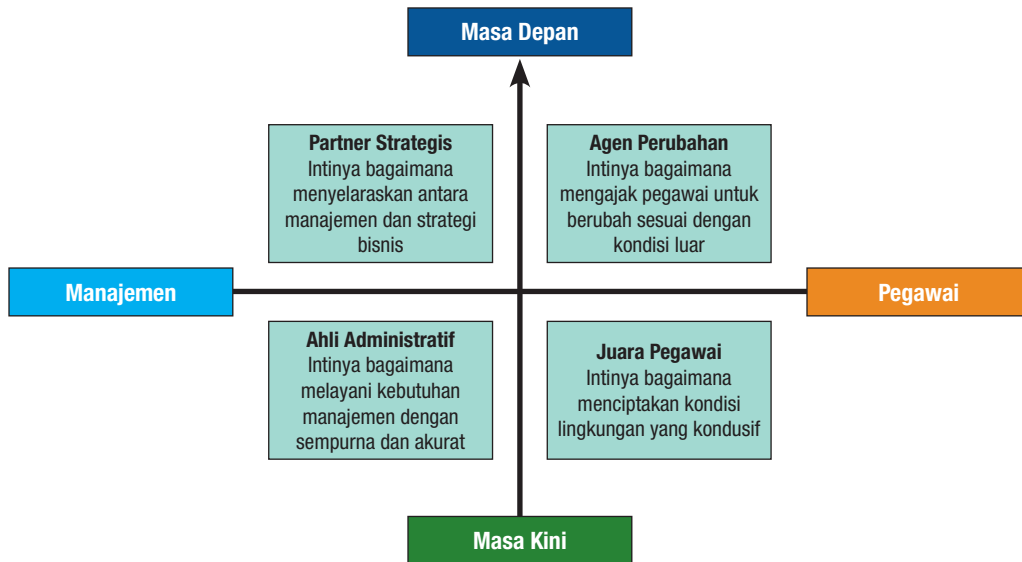 Masa Depan
Partner Strategis
Intinya bagaimana
menyelaraskan antara
manajemen dan strategi
bisnis
Agen Perubahan
Intinya bagaimana
mengajak pegawai untuk
berubah sesuai dengan
kondisi luar
Manajemen
Pegawai
Ahli Administratif
Intinya bagaimana
melayani kebutuhan
manajemen dengan
sempurna dan akurat
Juara Pegawai
Intinya bagaimana
menciptakan kondisi
lingkungan yang kondusif
Masa Kini